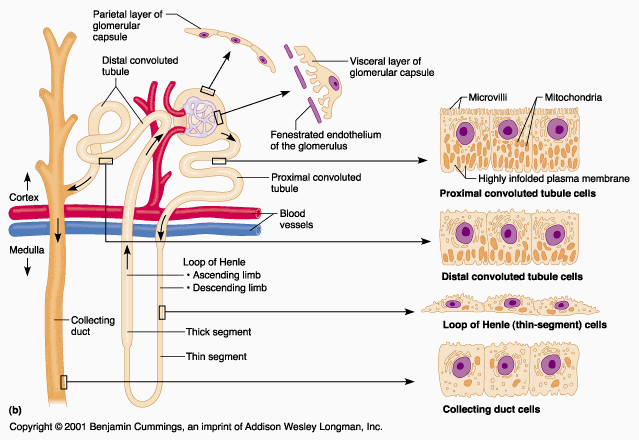 Parietal layer of
glomerular
capsule
Distal convoluted
tubule
Visceral layer of
glomerular capsule
Fenestrated endothelium
of the glomerulus
Microvilli
Mitochondria
Highly infolded plasma membrane
Proximal convoluted tubule cells
Proximal convoluted
tubule
Cortex
Blood
vessels
Medulla
Loop of Henle
• Ascending limb
• Descending limb
Distal convoluted tubule cells
Loop of Henle (thin-segment) cells
Collecting
duct
Thick segment
Thin segment
Collecting duct cells
(b)
Copyright © 2001 Benjamin Cummings, an imprint of Addison Wesley Longman, Inc.